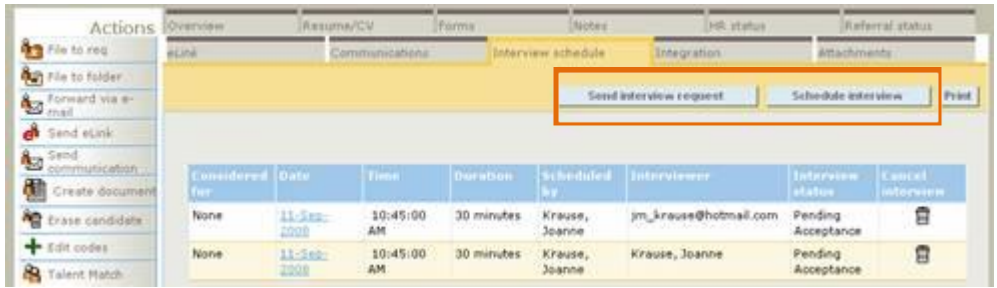 Actions
Overview Resume/CV Forms Notes HR status Referral status
File to req
eLink Communications Interview schedule Integration Attachments
File to folder
Forward via e-
mail
Send interview request Schedule interview Print
Send eLink
Send
communication...
Create document
Erase candidate
Edit codes
Talent Match
Considered Date Time Duration Scheduled Interviewer Interview Cancel
for by status interview
None 11-Sep- 10:45:00 30 minutes Krause, jm_krause@hotmail.com Pending
2008 AM Joanne Acceptance
None 11-Sep- 10:45:00 30 minutes Krause, Krause, Joanne Pending
2008 AM Joanne Acceptance